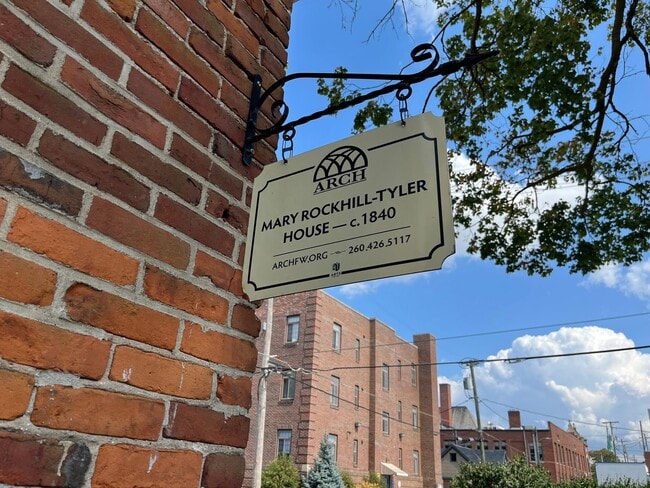 ARCH
MARY ROCKHILL-TYLER
HOUSE — c.1840
ARCHFW.ORG — 260.426.5117